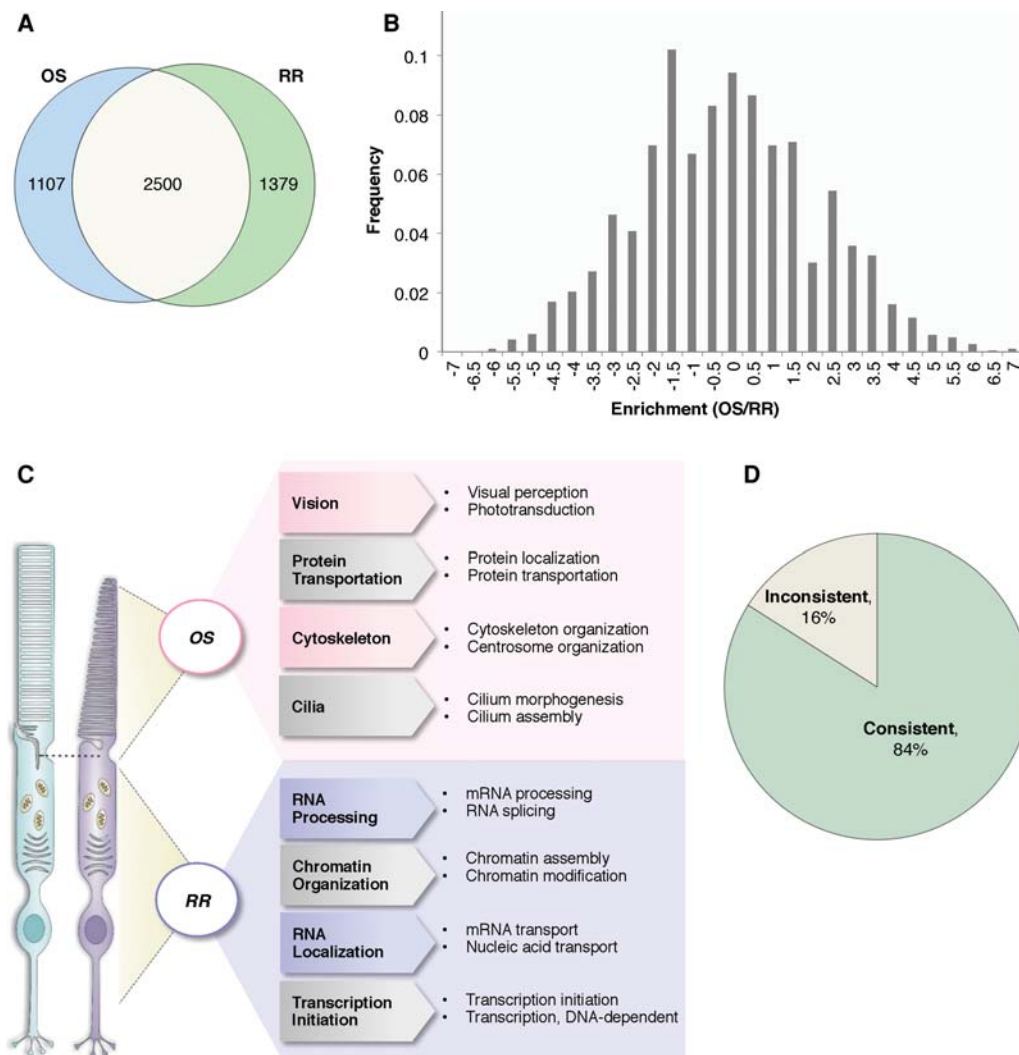 A
OS
RR
1107
2500
1379
B
Frequency
0.1
0.08
0.06
0.04
0.02
0
-7
-6.5
-6
-5.5
-5
-4.5
-4
-3.5
-3
-2.5
-2
-1.5
-1
-0.5
0
0.5
1
1.5
2
2.5
3
3.5
4
4.5
5
5.5
6
6.5
7
Enrichment (OS/RR)
C
OS
Vision
• Visual perception
• Phototransduction
Protein
Transportation
• Protein localization
• Protein transportation
Cytoskeleton
• Cytoskeleton organization
• Centrosome organization
Cilia
• Cilium morphogenesis
• Cilium assembly
RR
RNA
Processing
• mRNA processing
• RNA splicing
Chromatin
Organization
• Chromatin assembly
• Chromatin modification
RNA
Localization
• mRNA transport
• Nucleic acid transport
Transcription
Initiation
• Transcription initiation
• Transcription, DNA-dependent
D
Inconsistent,
16%
Consistent,
84%